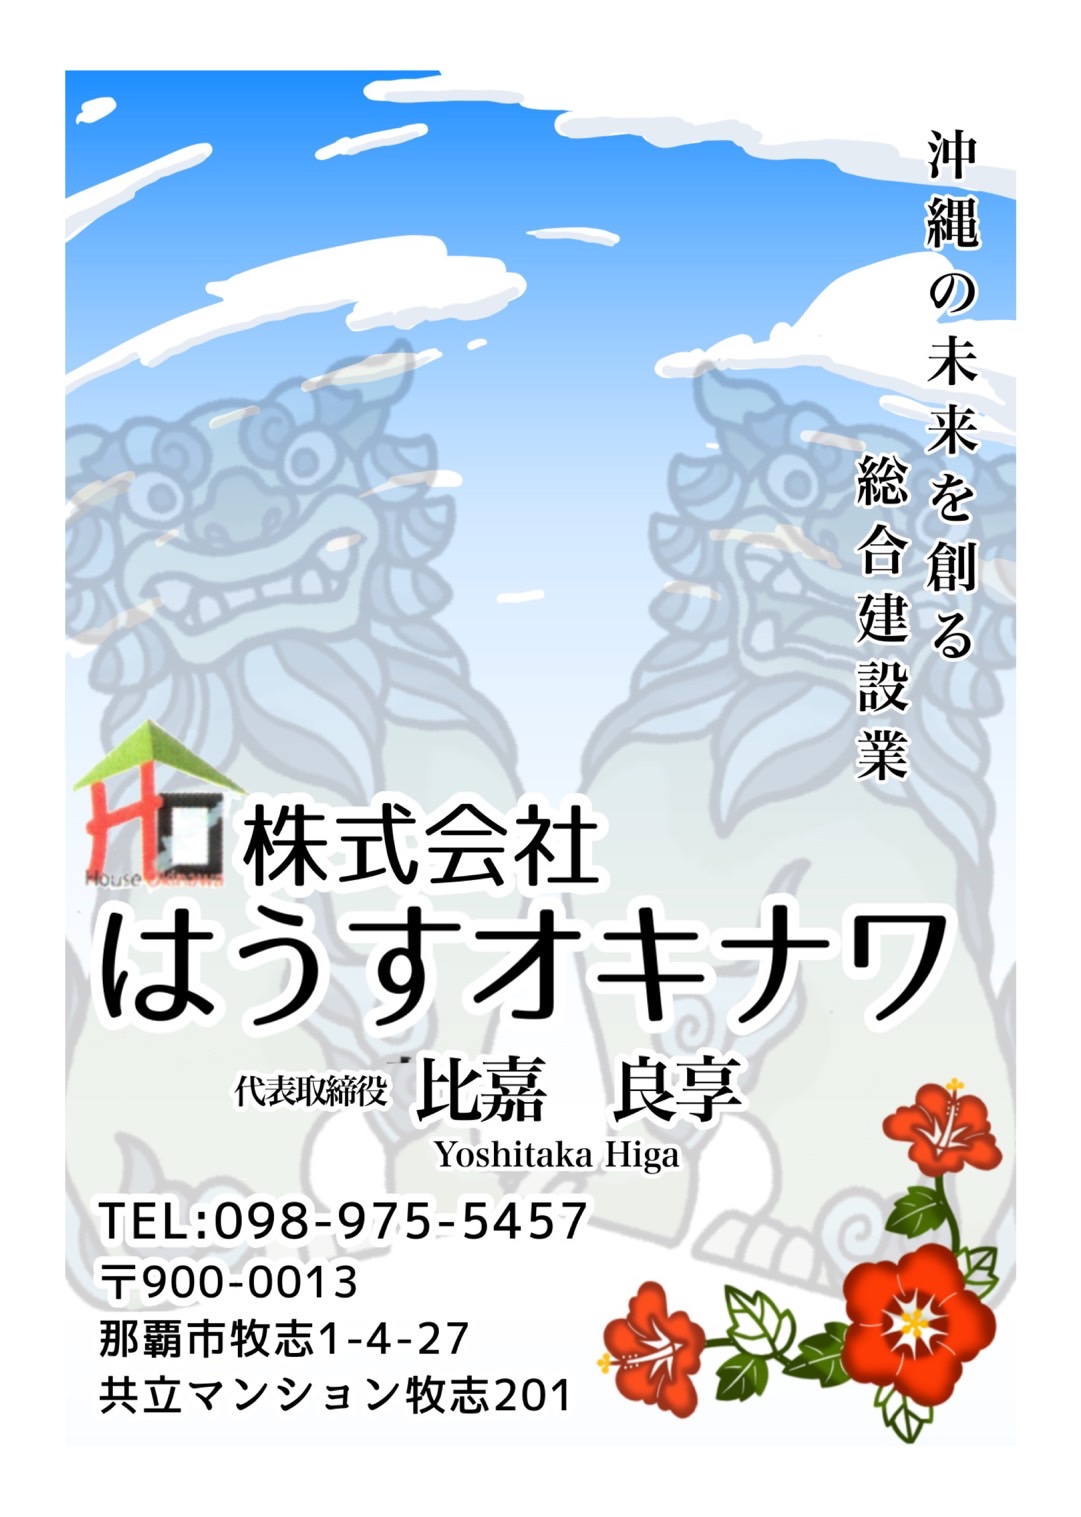 沖縄の未来を創る
総合建設業
House Okinawa
株式会社
はうすオキナワ
代表取締役 比嘉 良享
Yoshitaka Higa
TEL:098-975-5457
〒900-0013
那覇市牧志1-4-27
共立マンション牧志201